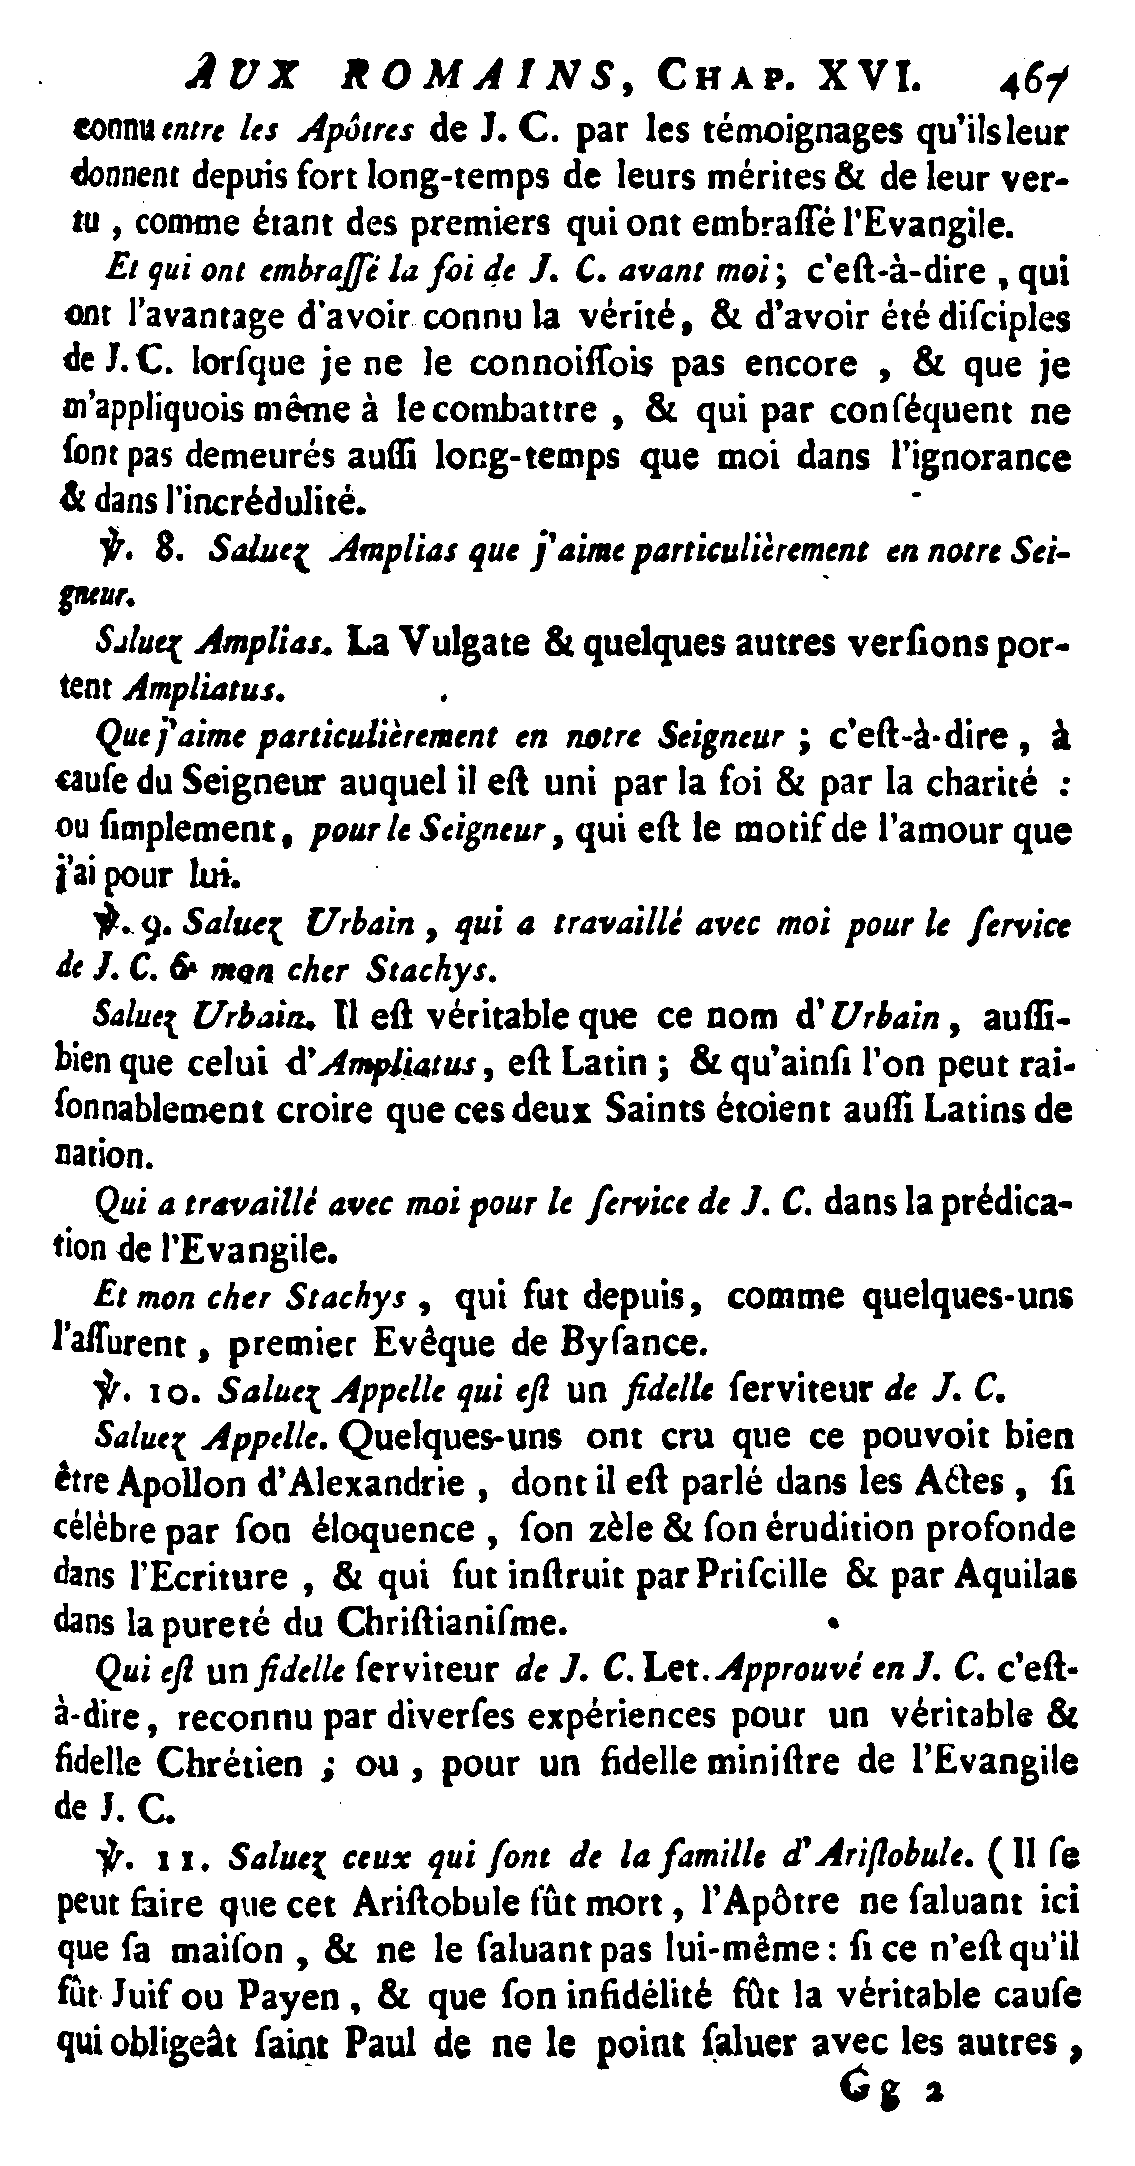 AUX ROMAINS, CHAP. XVI. 467
connu entre les Apôtres de J. C. par les témoignages qu'ils leur
donnent depuis fort long-temps de leurs mérites & de leur ver-
tu , comme étant des premiers qui ont embraſſé l'Evangile.
Et qui ont embraſſé la foi de J. C. avant moi ; c'eſt-à-dire , qui
ont l'avantage d'avoir connu la vérité, & d'avoir été diſciples
de J. C. lorſque je ne le connoiſſois pas encore , & que je
m'appliquois même à le combattre , & qui par conſéquent ne
ſont pas demeurés auſſi long-temps que moi dans l'ignorance
& dans l'incrédulité.
℣. 8. Saluez Amplias que j'aime particulièrement en notre Sei-
gneur.
Saluez Amplias. La Vulgate & quelques autres verſions por-
tent Ampliatus.
Que j'aime particulièrement en notre Seigneur ; c'eſt-à-dire , à
cauſe du Seigneur auquel il eſt uni par la foi & par la charité :
ou ſimplement, pour le Seigneur, qui eſt le motif de l'amour que
j'ai pour lui.
℣. 9. Saluez Urbain , qui a travaillé avec moi pour le ſervice
de J. C. & mon cher Stachys.
Saluez Urbain. Il eſt véritable que ce nom d'Urbain, auſſi-
bien que celui d'Ampliatus, eſt Latin ; & qu'ainſi l'on peut rai-
ſonnablement croire que ces deux Saints étoient auſſi Latins de
nation.
Qui a travaillé avec moi pour le ſervice de J. C. dans la prédica-
tion de l'Evangile.
Et mon cher Stachys , qui fut depuis, comme quelques-uns
l'aſſurent , premier Evêque de Byſance.
℣. 10. Saluez Appelle qui eſt un fidelle ſerviteur de J. C.
Saluez Appelle. Quelques-uns ont cru que ce pouvoit bien
être Apollon d'Alexandrie , dont il eſt parlé dans les Actes , ſi
célèbre par ſon éloquence , ſon zèle & ſon érudition profonde
dans l'Ecriture , & qui fut inſtruit par Priſcille & par Aquilas
dans la pureté du Chriſtianiſme.
Qui eſt un fidelle ſerviteur de J. C. Let. Approuvé en J. C. c'eſt-
à-dire, reconnu par diverſes expériences pour un véritable &
fidelle Chrétien ; ou , pour un fidelle miniſtre de l'Evangile
de J. C.
℣. 11. Saluez ceux qui ſont de la famille d'Ariſtobule. ( Il ſe
peut faire que cet Ariſtobule fût mort , l'Apôtre ne ſaluant ici
que ſa maiſon , & ne le ſaluant pas lui-même : ſi ce n'eſt qu'il
fût Juif ou Payen , & que ſon infidélité fût la véritable cauſe
qui obligeât ſaint Paul de ne le point ſaluer avec les autres ,
Gg 2